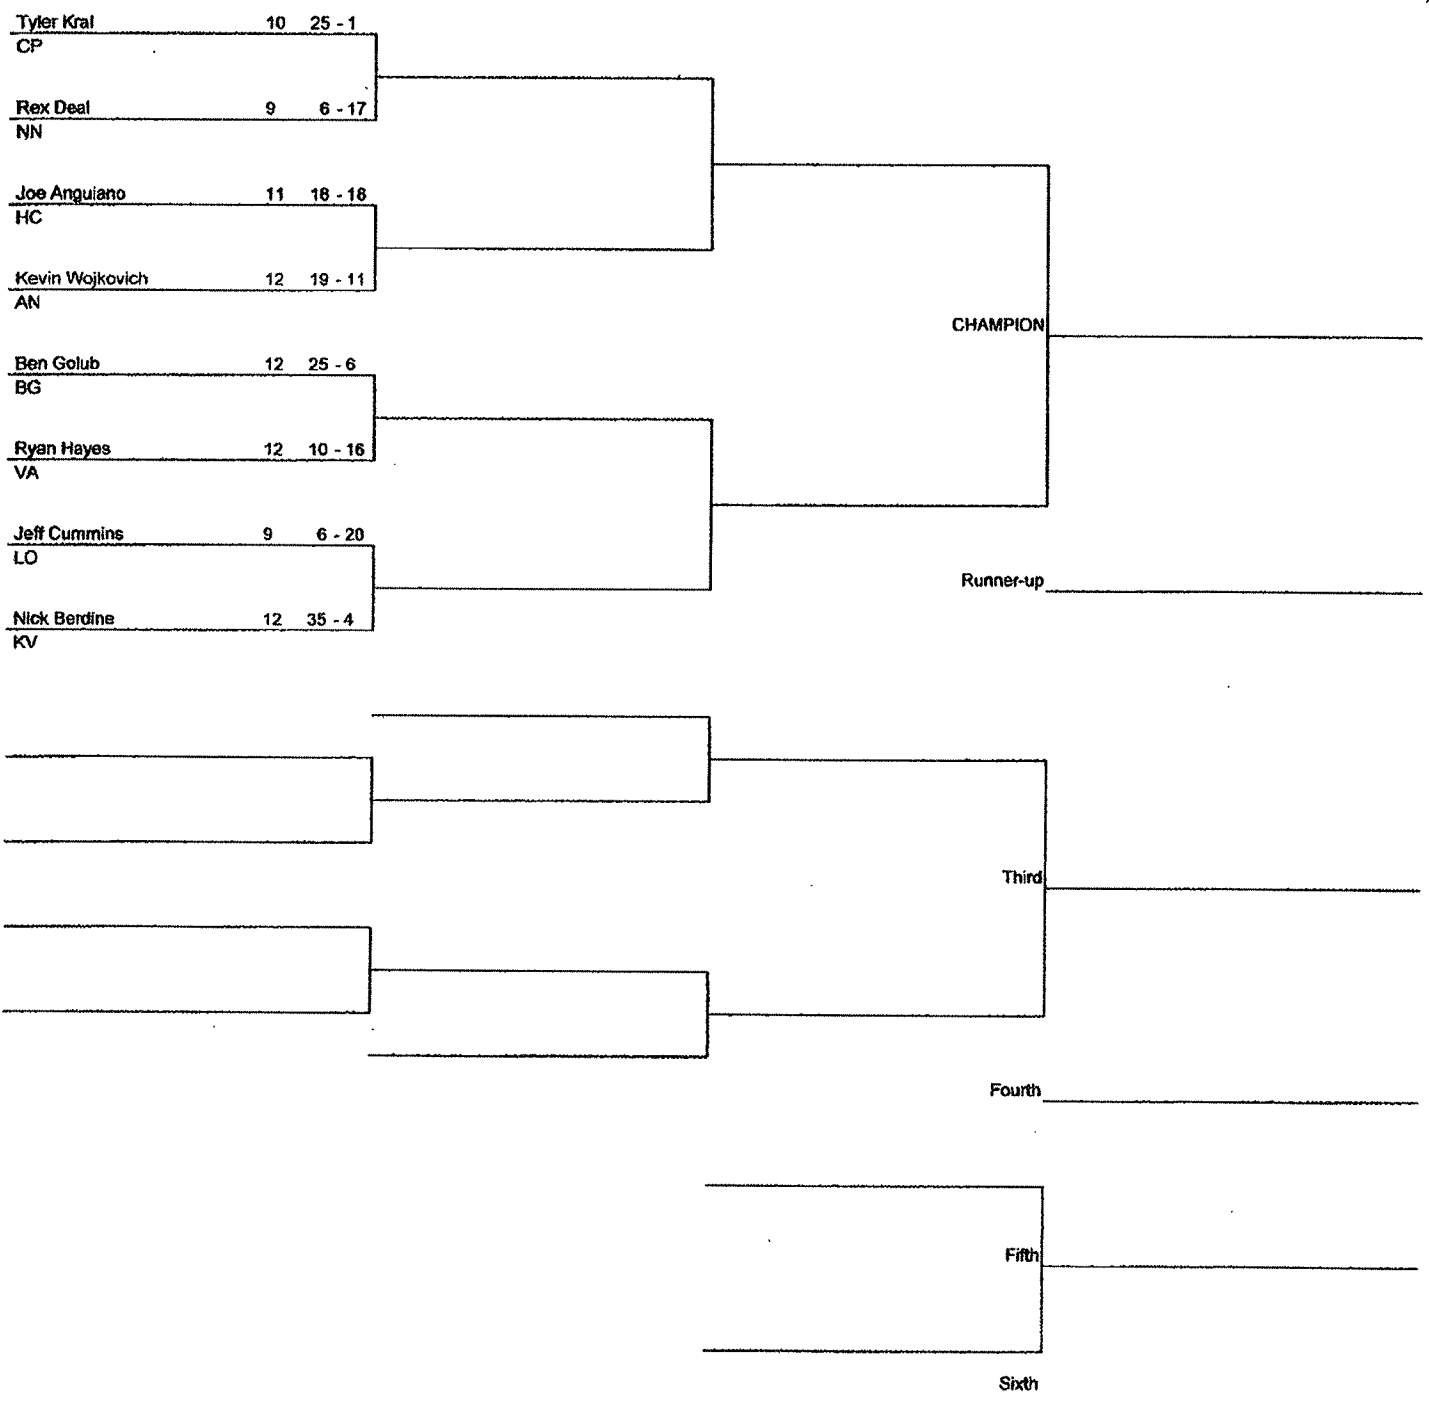 Tyler Kral 10 25 - 1
CP
Rex Deal 9 6 - 17
NN
Joe Anguiano 11 18 - 18
HC
Kevin Wojkovich 12 19 - 11
AN
CHAMPION
Ben Golub 12 25 - 6
BG
Ryan Hayes 12 10 - 16
VA
Jeff Cummins 9 6 - 20
LO
Runner-up
Nick Berdine 12 35 - 4
KV
Third
Fourth
Fifth
Sixth